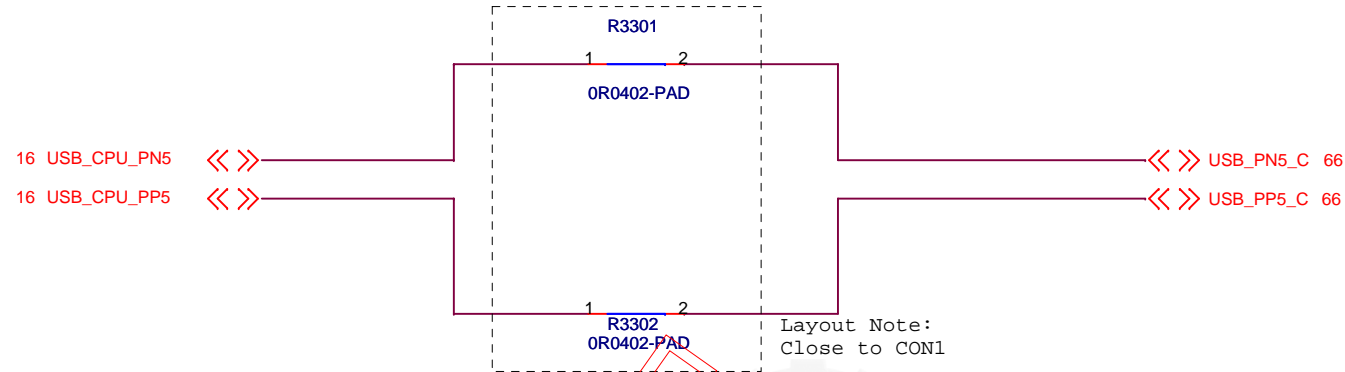 R3301
1 2
0R0402-PAD
16 USB_CPU_PN5
USB_PN5_C 66
16 USB_CPU_PP5
USB_PP5_C 66
1 2
R3302
0R0402-PAD
Layout Note:
Close to CON1